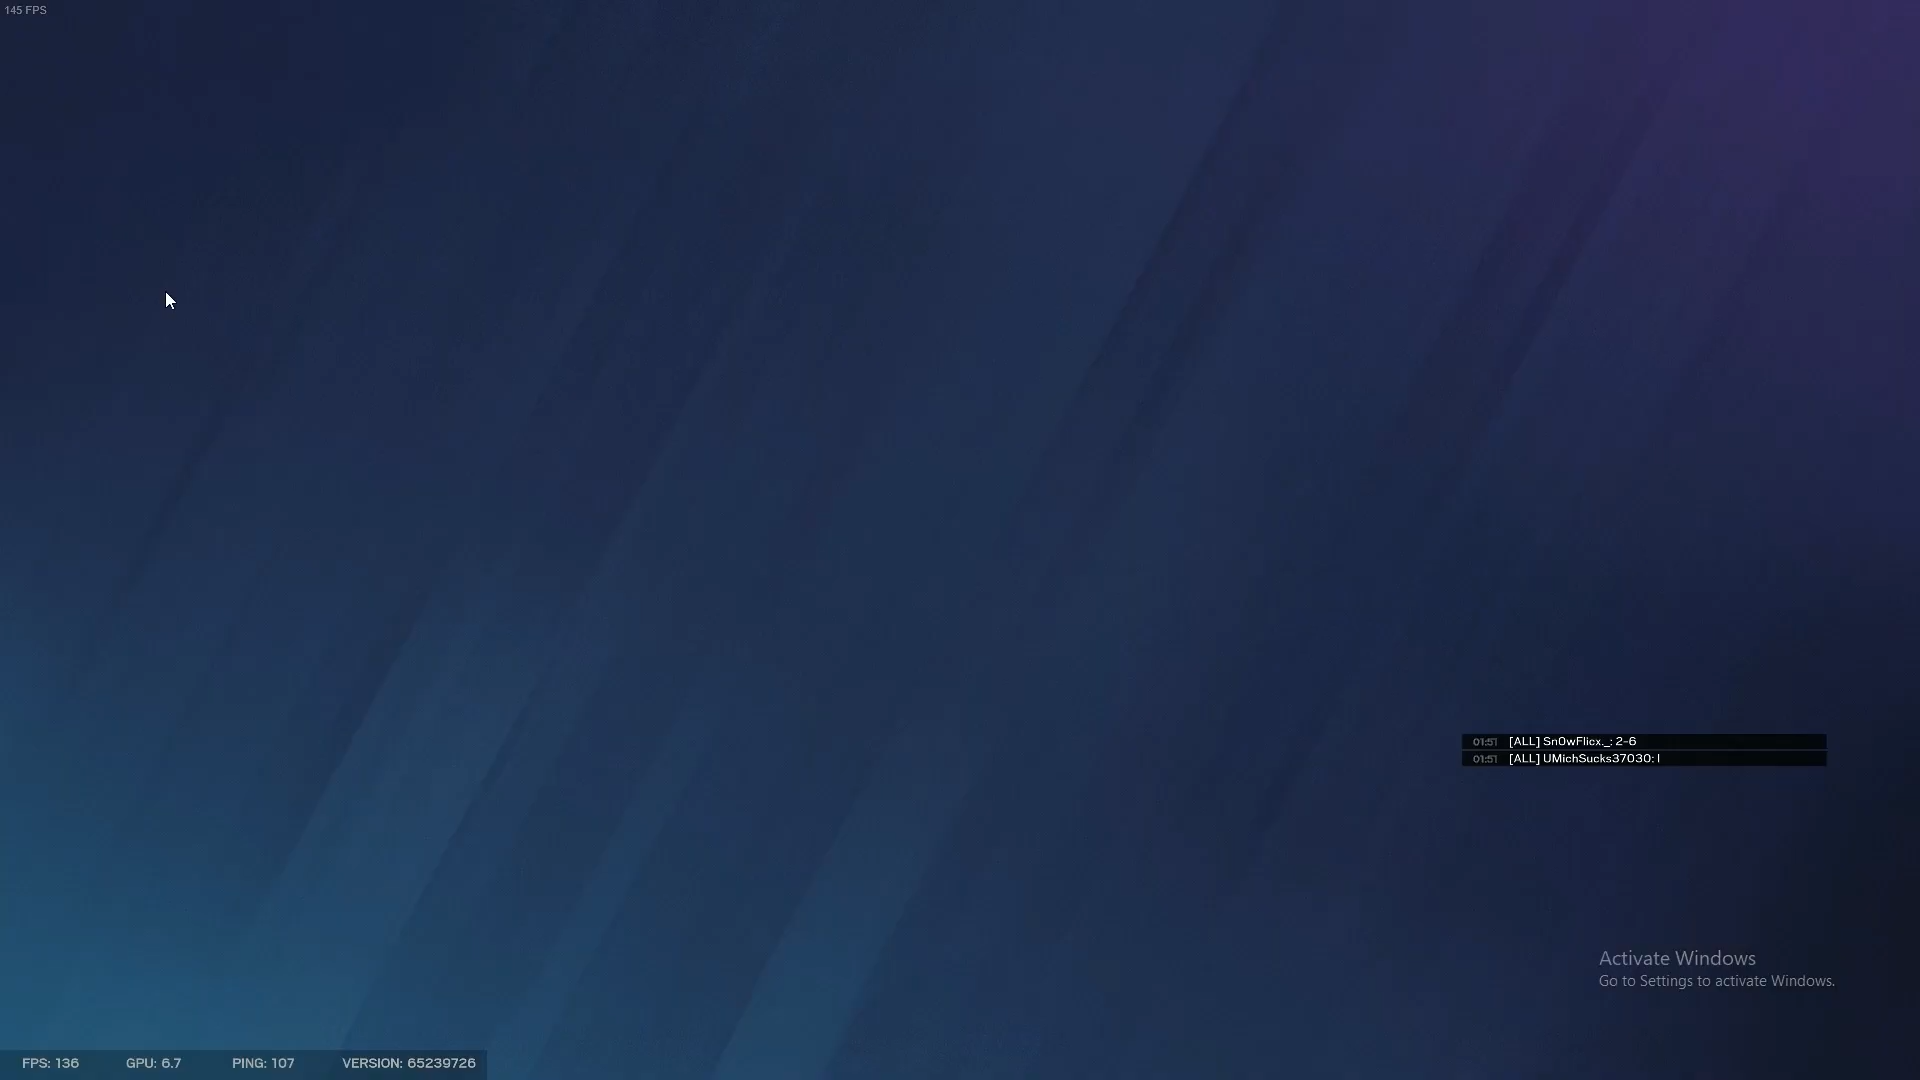 145 FPS
01:51 [ALL] Sn0wFlicx._: 2-6
01:51 [ALL] UMichSucks37030: l
Activate Windows
Go to Settings to activate Windows.
FPS: 136 GPU: 6.7 PING: 107 VERSION: 65239726